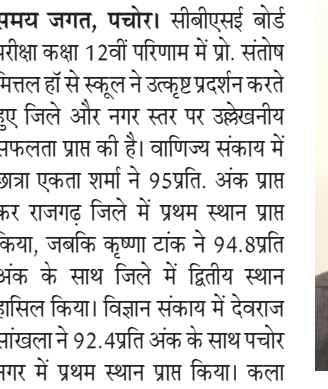 समय जगत, पचोर। सीबीएसई बोर्ड
परीक्षा कक्षा 12वीं परिणाम में प्रो. संतोष
मित्तल हॉ से स्कूल ने उत्कृष्ट प्रदर्शन करते
हुए जिले और नगर स्तर पर उल्लेखनीय
सफलता प्राप्त की है। वाणिज्य संकाय में
छात्रा एकता शर्मा ने 95प्रति. अंक प्राप्त
कर राजगढ़ जिले में प्रथम स्थान प्राप्त
किया, जबकि कृष्णा टांक ने 94.8प्रति
अंक के साथ जिले में द्वितीय स्थान
हासिल किया। विज्ञान संकाय में देवराज
सांखला ने 92.4प्रति अंक के साथ पचोर
नगर में प्रथम स्थान प्राप्त किया। कला